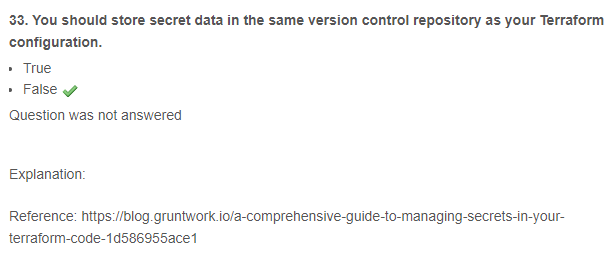 33. You should store secret data in the same version control repository as your Terraform
configuration.
• True
• False
Question was not answered
Explanation:
Reference: https://blog.gruntwork.io/a-comprehensive-guide-to-managing-secrets-in-your-
terraform-code-1d586955ace1